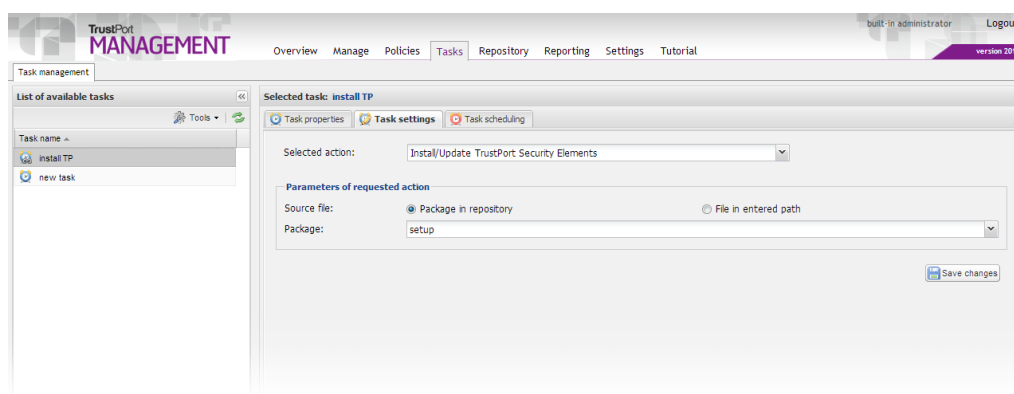 TrustPort
MANAGEMENT
built-in administrator Logou
Overview Manage Policies Tasks Repository Reporting Settings Tutorial
version 20
Task management
List of available tasks
Selected task: install TP
Tools
Task properties Task settings Task scheduling
Task name
install TP
new task
Selected action: Install/Update TrustPort Security Elements
Parameters of requested action
Source file: Package in repository File in entered path
Package: setup
Save changes